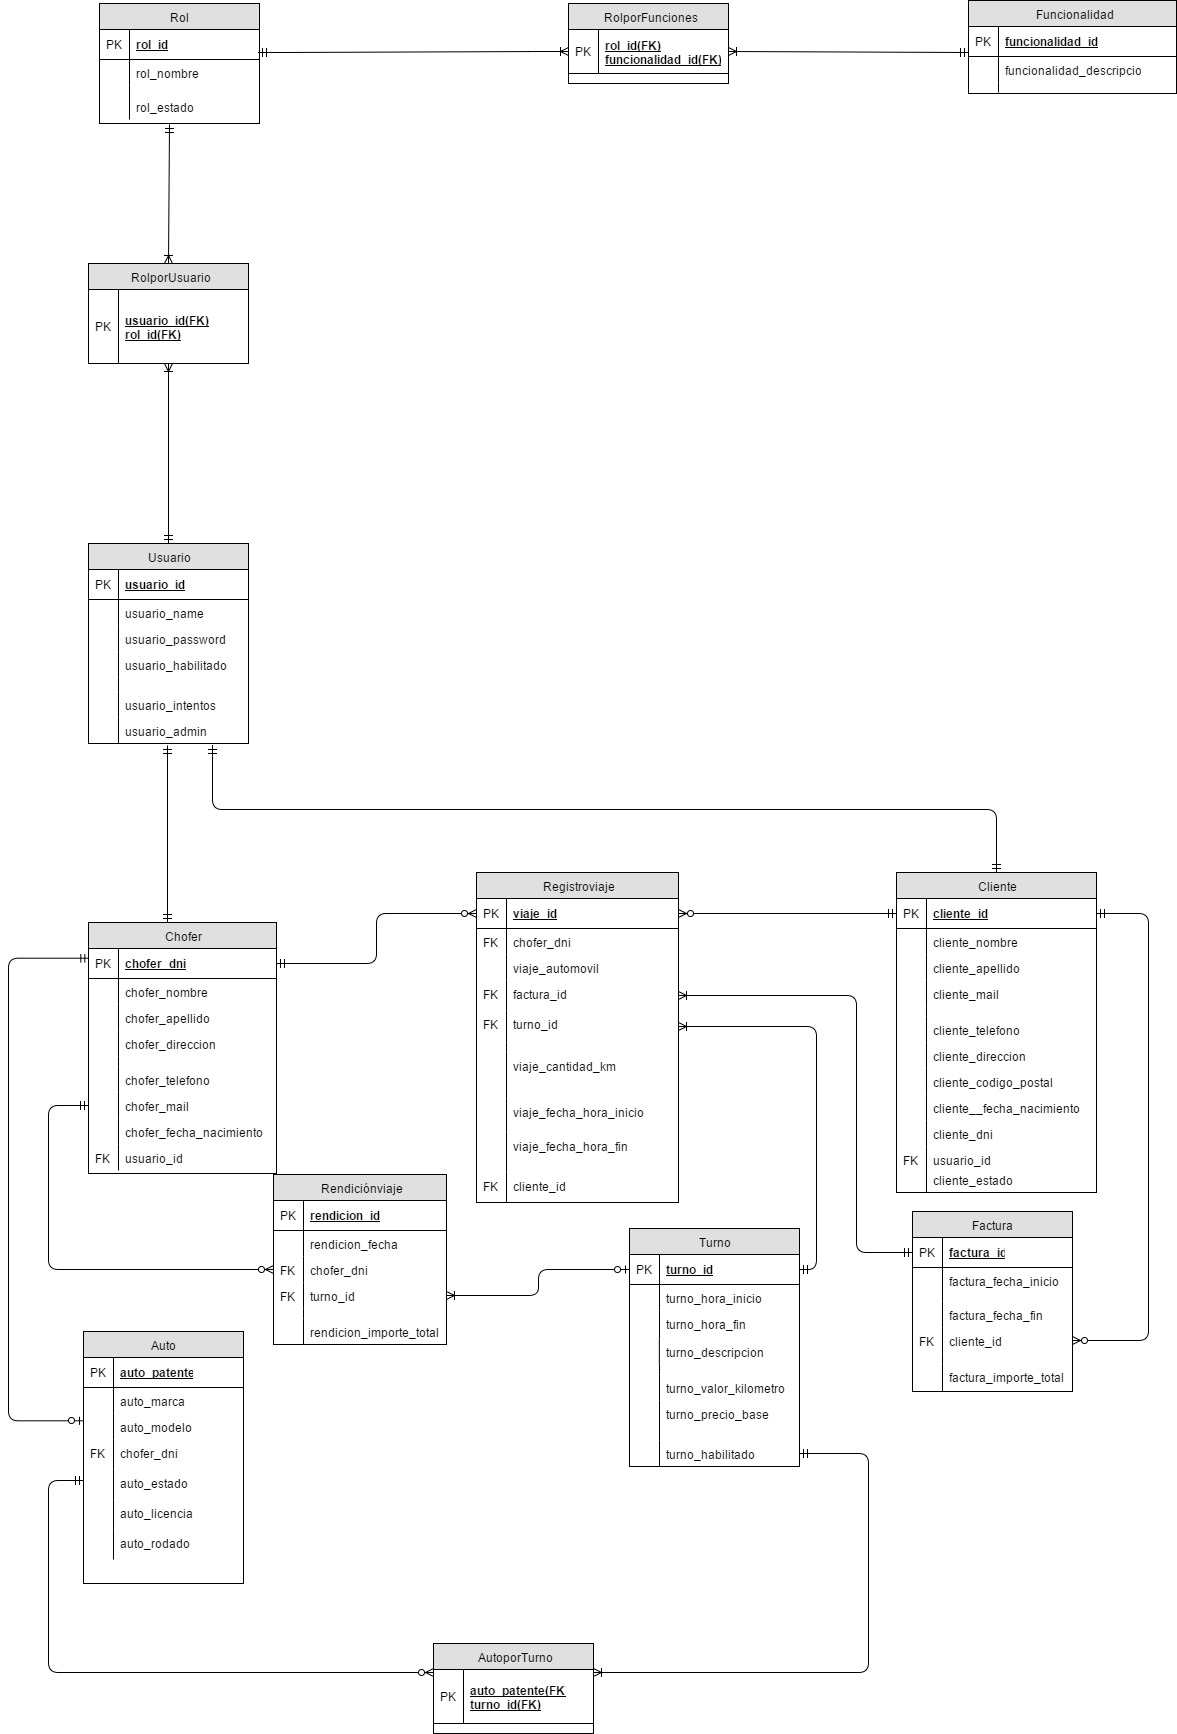 Rol
PK rol_id
rol_nombre
rol_estado
RolporFunciones
PK rol_id(FK)
funcionalidad_id(FK)
Funcionalidad
PK funcionalidad_id
funcionalidad_descripcio
RolporUsuario
PK usuario_id(FK)
rol_id(FK)
Usuario
PK usuario_id
usuario_name
usuario_password
usuario_habilitado
usuario_intentos
usuario_admin
Chofer
PK chofer_dni
chofer_nombre
chofer_apellido
chofer_direccion
chofer_telefono
chofer_mail
chofer_fecha_nacimiento
FK usuario_id
Registroviaje
PK viaje_id
FK chofer_dni
viaje_automovil
FK factura_id
FK turno_id
viaje_cantidad_km
viaje_fecha_hora_inicio
viaje_fecha_hora_fin
FK cliente_id
Cliente
PK cliente_id
cliente_nombre
cliente_apellido
cliente_mail
cliente_telefono
cliente_direccion
cliente_codigo_postal
cliente__fecha_nacimiento
cliente_dni
FK usuario_id
cliente_estado
Rendiciónviaje
PK rendicion_id
rendicion_fecha
FK chofer_dni
FK turno_id
rendicion_importe_total
Turno
PK turno_id
turno_hora_inicio
turno_hora_fin
turno_descripcion
turno_valor_kilometro
turno_precio_base
turno_habilitado
Factura
PK factura_id
factura_fecha_inicio
factura_fecha_fin
FK cliente_id
factura_importe_total
Auto
PK auto_patente
auto_marca
auto_modelo
FK chofer_dni
auto_estado
auto_licencia
auto_rodado
AutoporTurno
PK auto_patente(FK
turno_id(FK)